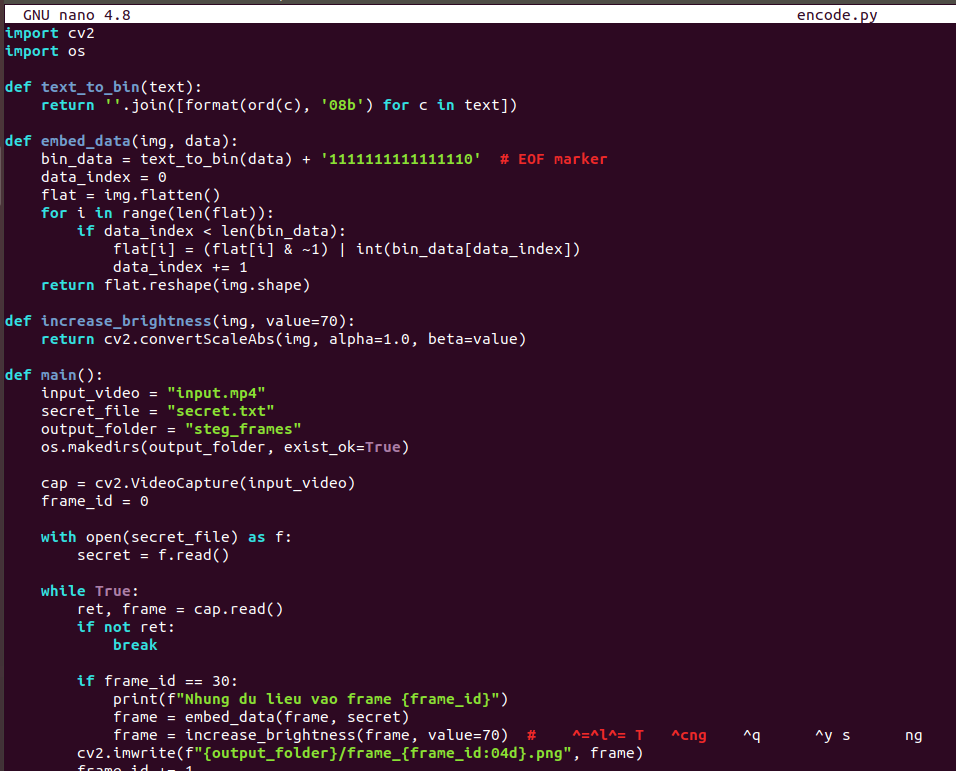 GNU nano 4.8 encode.py
import cv2
import os

def text_to_bin(text):
    return ''.join([format(ord(c), '08b') for c in text])

def embed_data(img, data):
    bin_data = text_to_bin(data) + '1111111111111110'  # EOF marker
    data_index = 0
    flat = img.flatten()
    for i in range(len(flat)):
        if data_index < len(bin_data):
            flat[i] = (flat[i] & ~1) | int(bin_data[data_index])
            data_index += 1
    return flat.reshape(img.shape)

def increase_brightness(img, value=70):
    return cv2.convertScaleAbs(img, alpha=1.0, beta=value)

def main():
    input_video = "input.mp4"
    secret_file = "secret.txt"
    output_folder = "steg_frames"
    os.makedirs(output_folder, exist_ok=True)

    cap = cv2.VideoCapture(input_video)
    frame_id = 0

    with open(secret_file) as f:
        secret = f.read()

    while True:
        ret, frame = cap.read()
        if not ret:
            break

        if frame_id == 30:
            print(f"Nhung du lieu vao frame {frame_id}")
            frame = embed_data(frame, secret)
            frame = increase_brightness(frame, value=70)  #    ^=^l^= T   ^cng    ^q      ^y s      ng
        cv2.imwrite(f"{output_folder}/frame_{frame_id:04d}.png", frame)
        frame_id += 1